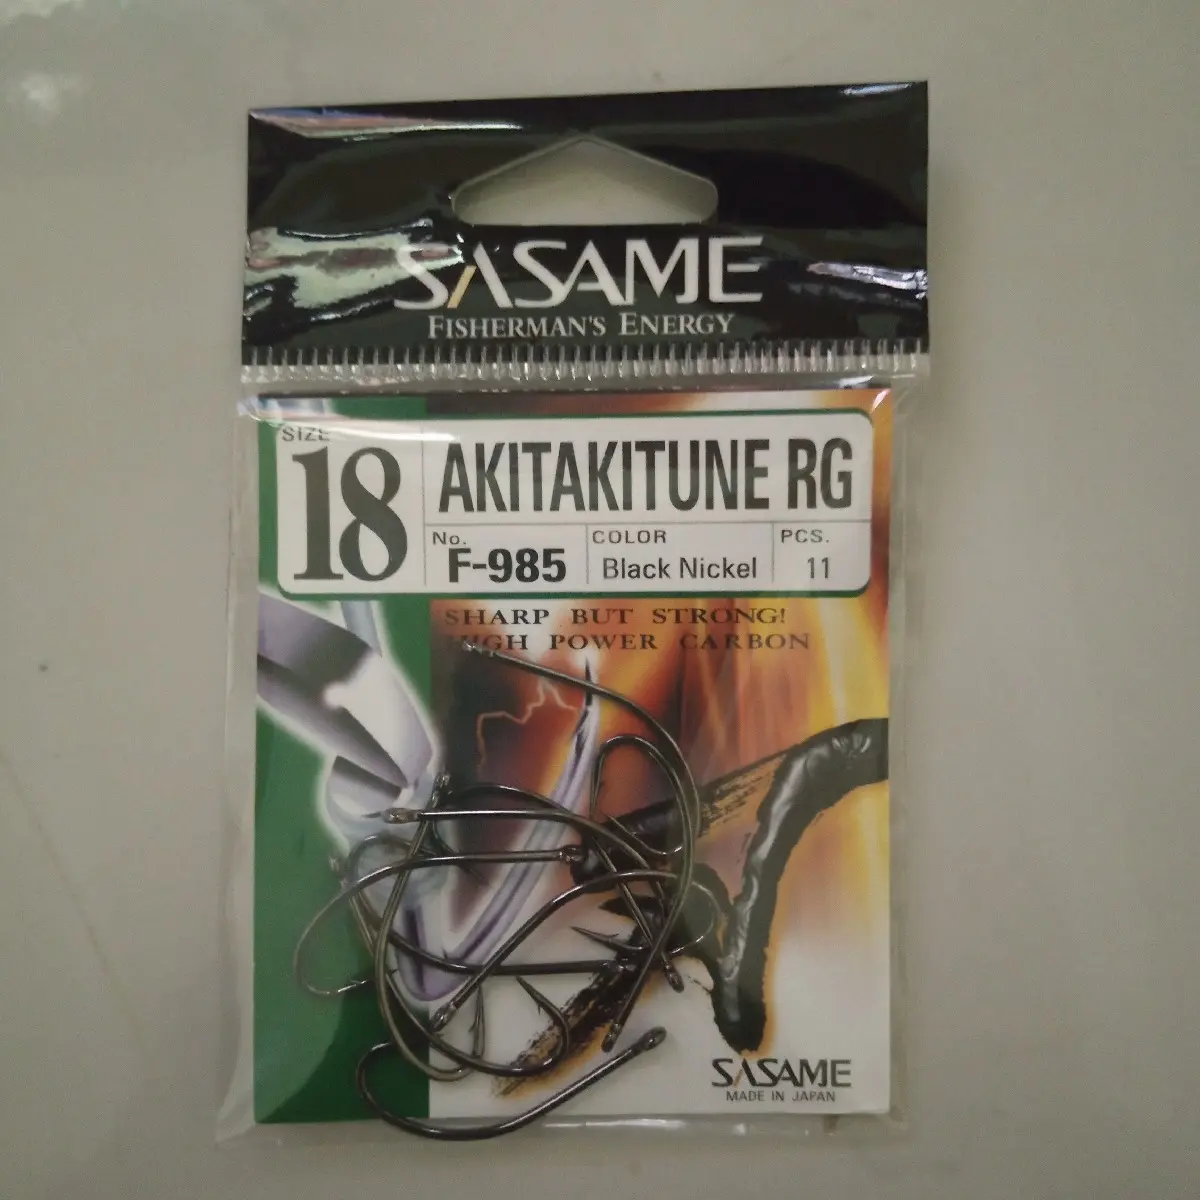 SASAME
FISHERMAN'S ENERGY
SIZE
18
AKITAKITUNE RG
No.
F-985
COLOR
Black Nickel
PCS.
11
SHARP BUT STRONG!
HIGH POWER CARBON
SASAME
MADE IN JAPAN